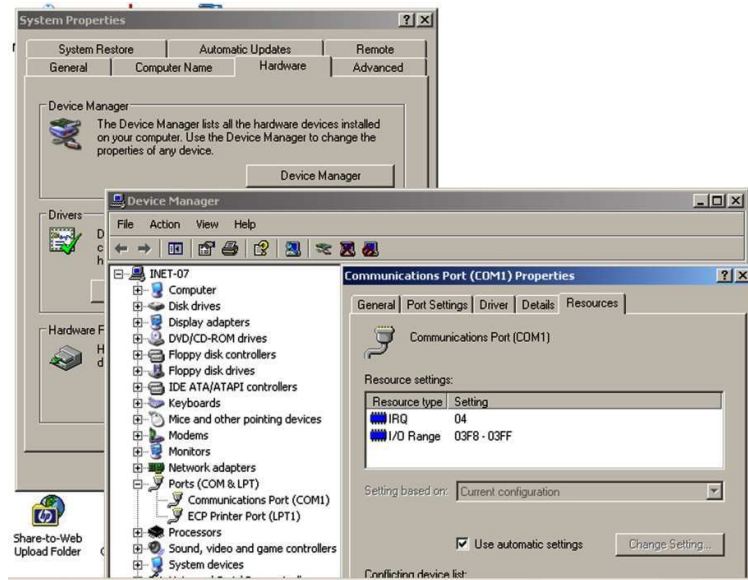 System Properties
System Restore Automatic Updates Remote
General Computer Name Hardware Advanced
Device Manager
The Device Manager lists all the hardware devices installed
on your computer. Use the Device Manager to change the
properties of any device.
Device Manager
Drivers
D
c
h
Hardware F
H
d
Device Manager
File Action View Help
INET-07
Computer
Disk drives
Display adapters
DVD/CD-ROM drives
Floppy disk controllers
Floppy disk drives
IDE ATA/ATAPI controllers
Keyboards
Mice and other pointing devices
Modems
Monitors
Network adapters
Ports (COM & LPT)
Communications Port (COM1)
ECP Printer Port (LPT1)
Processors
Sound, video and game controllers
System devices
Communications Port (COM1) Properties
General Port Settings Driver Details Resources
Communications Port (COM1)
Resource settings:
Resource type Setting
IRQ 04
I/O Range 03F8 - 03FF
Setting based on: Current configuration
Use automatic settings Change Setting...
Conflicting device list:
Share-to-Web
Upload Folder